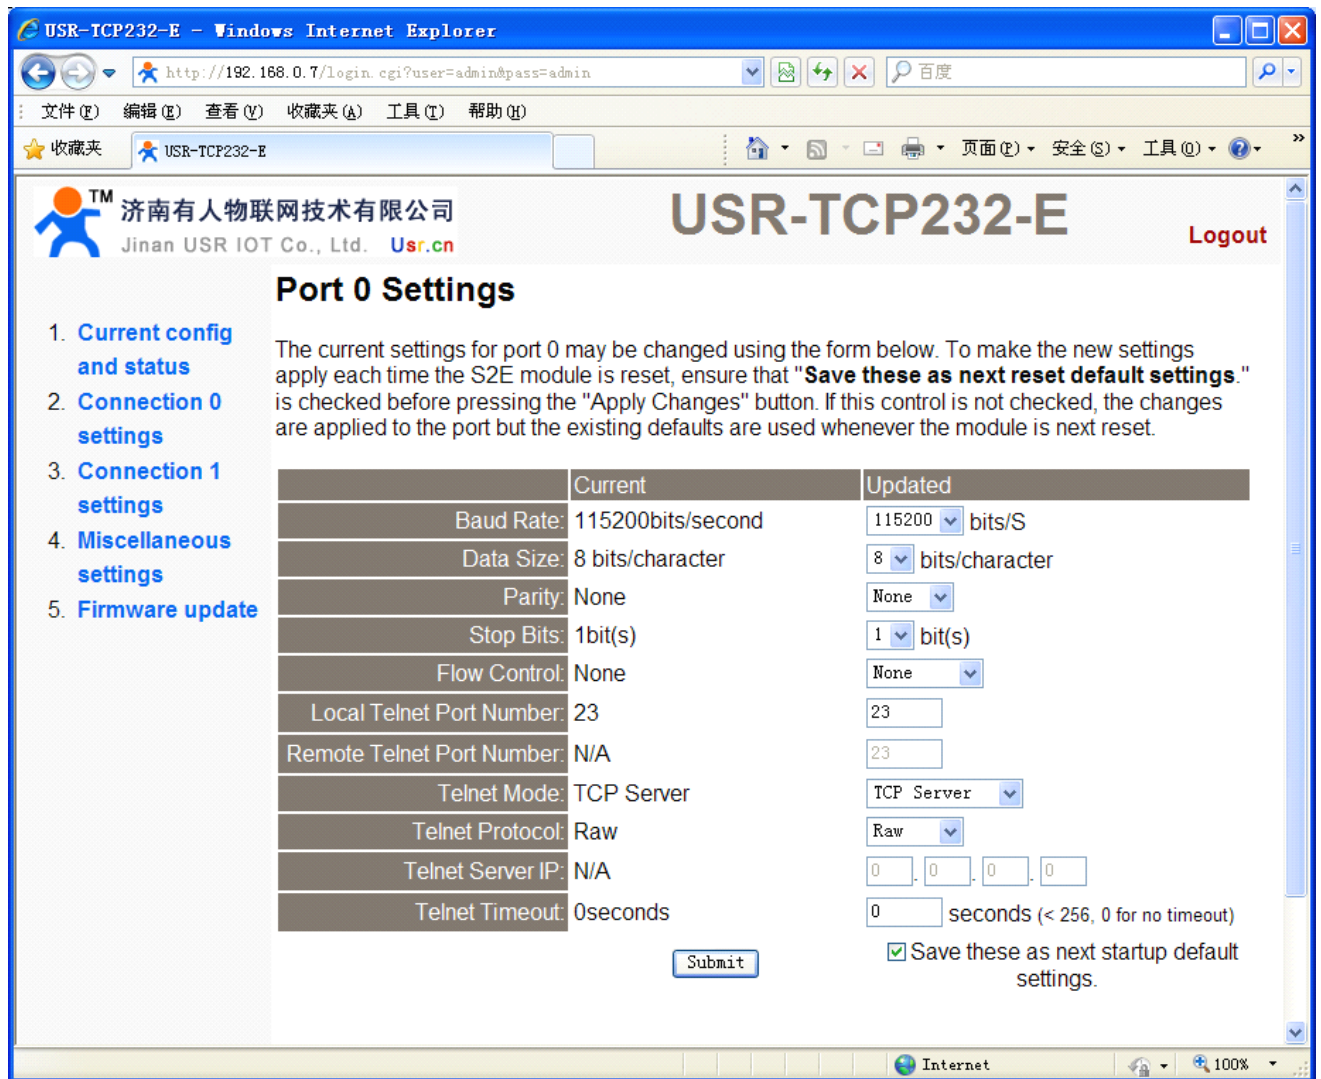 USR-TCP232-E - Windows Internet Explorer
http://192.168.0.7/login.cgi?user=admin&pass=admin
百度
文件(F) 编辑(E) 查看(V) 收藏夹(A) 工具(T) 帮助(H)
收藏夹 USR-TCP232-E 页面(P) 安全(S) 工具(O) »
TM
济南有人物联网技术有限公司
Jinan USR IOT Co., Ltd. Usr.cn
USR-TCP232-E
Logout
1. Current config and status
2. Connection 0 settings
3. Connection 1 settings
4. Miscellaneous settings
5. Firmware update
Port 0 Settings
The current settings for port 0 may be changed using the form below. To make the new settings
apply each time the S2E module is reset, ensure that "Save these as next reset default settings."
is checked before pressing the "Apply Changes" button. If this control is not checked, the changes
are applied to the port but the existing defaults are used whenever the module is next reset.
Current Updated
Baud Rate: 115200bits/second 115200 bits/S
Data Size: 8 bits/character 8 bits/character
Parity: None None
Stop Bits: 1bit(s) 1 bit(s)
Flow Control: None None
Local Telnet Port Number: 23 23
Remote Telnet Port Number: N/A 23
Telnet Mode: TCP Server TCP Server
Telnet Protocol: Raw Raw
Telnet Server IP: N/A 0 . 0 . 0 . 0
Telnet Timeout: 0seconds 0 seconds (< 256, 0 for no timeout)
Submit
Save these as next startup default
settings.
Internet 100%